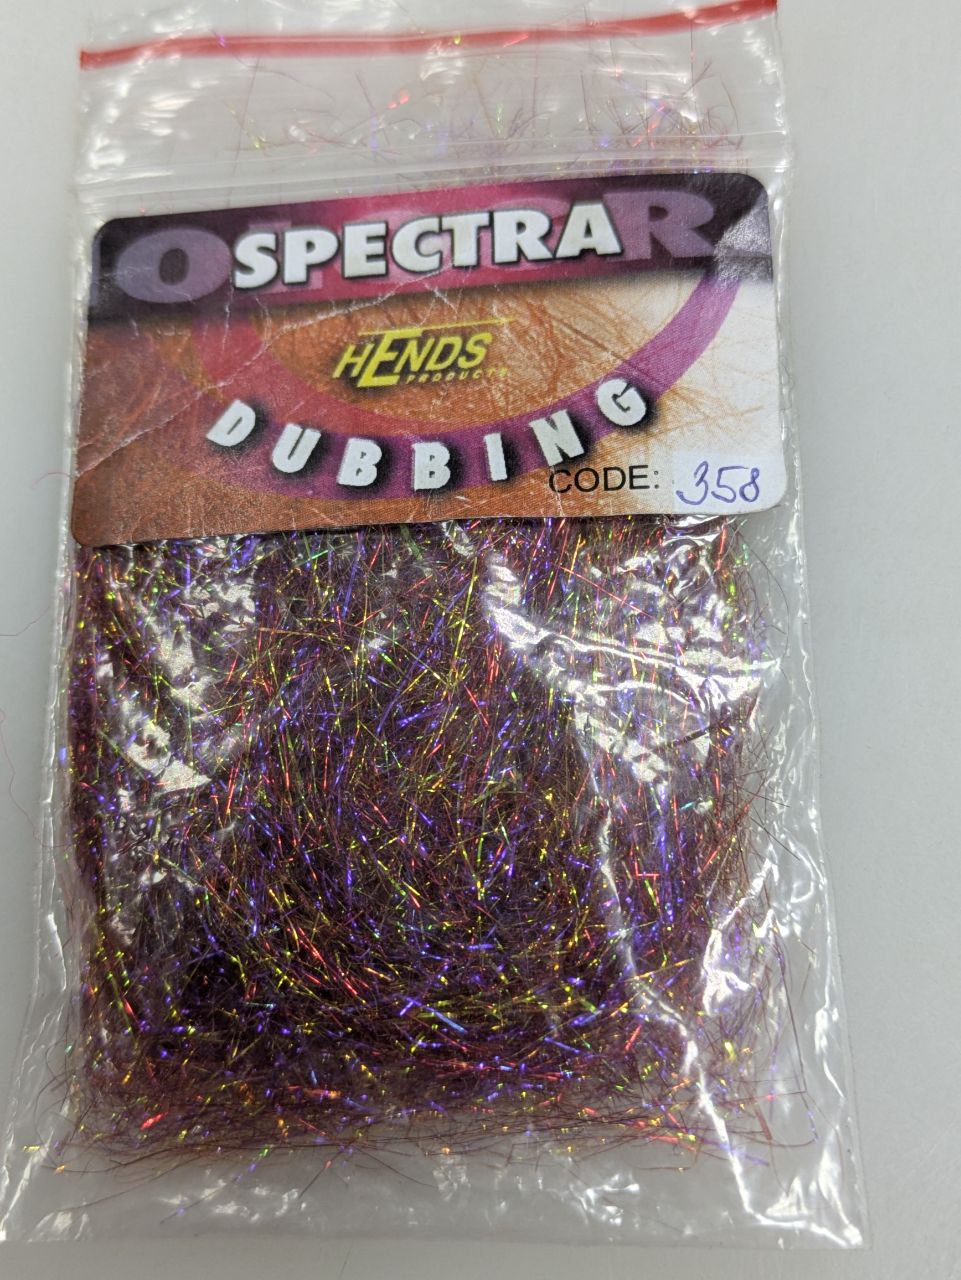 SPECTRA
HENDS
PRODUCTS
DUBBING
CODE: 358